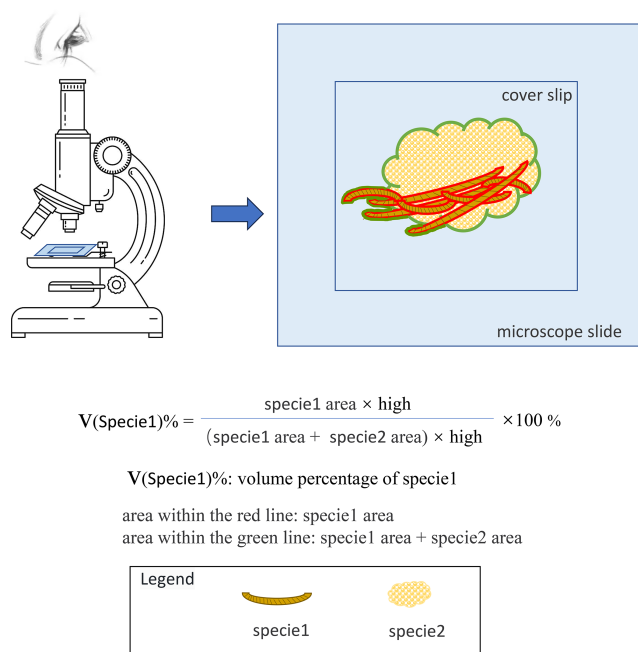 cover slip
microscope slide
specie1 area × high
V(Specie1)% =
×100 %
(specie1 area + specie2 area) × high
V(Specie1)%: volume percentage of specie1
area within the red line: specie1 area
area within the green line: specie1 area + specie2 area
Legend
specie1
specie2